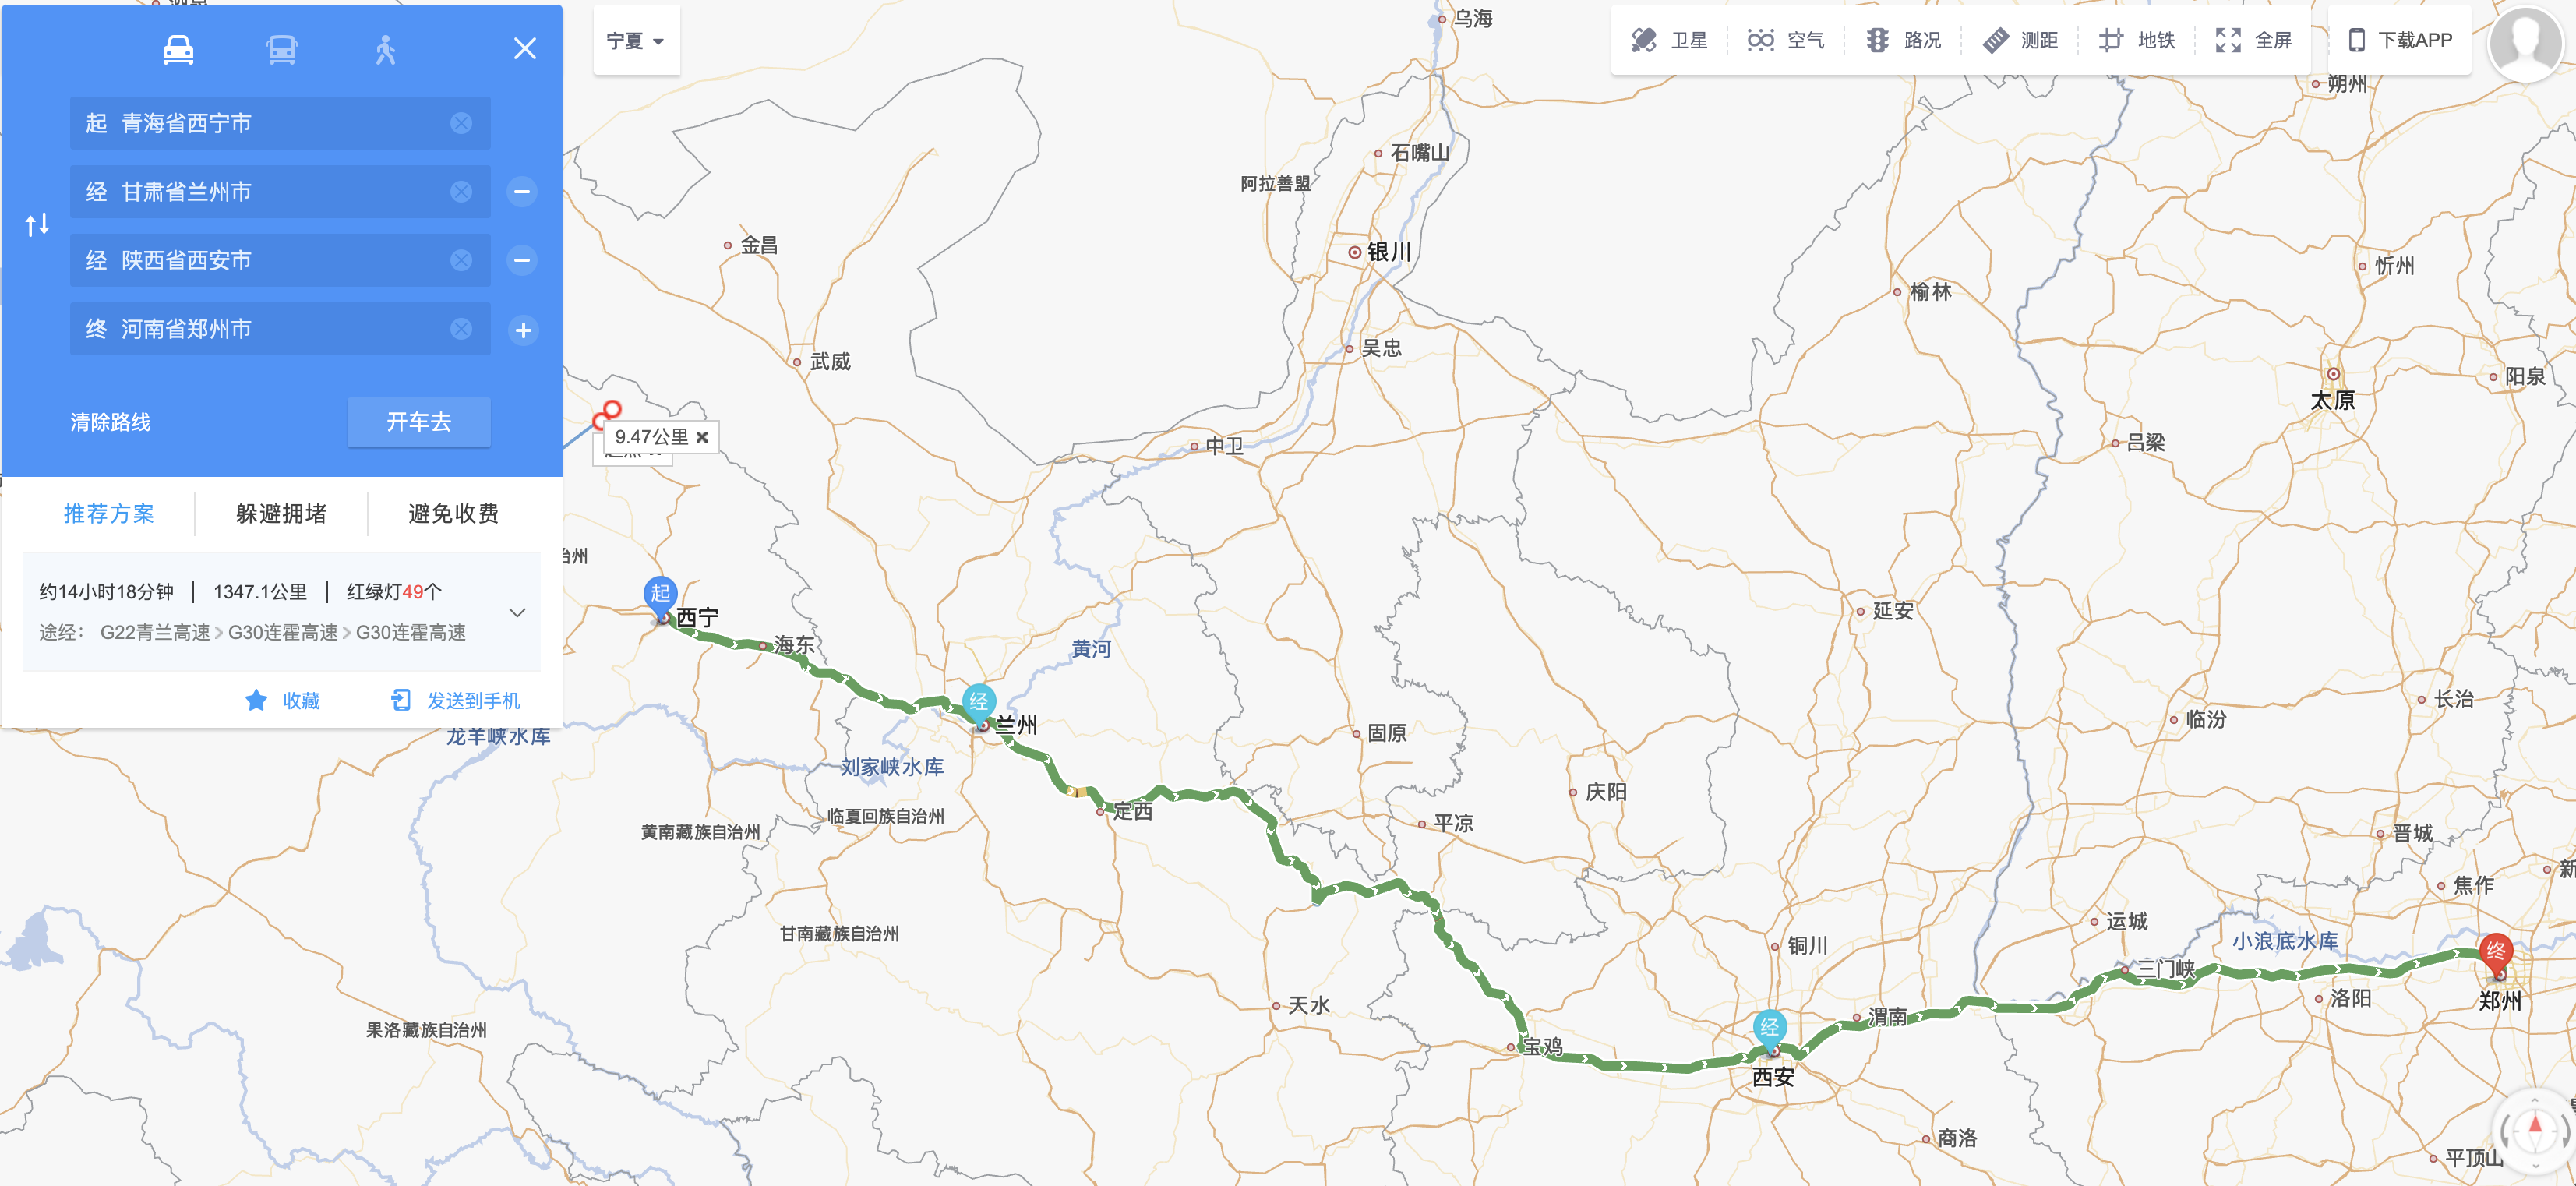 起 青海省西宁市
经 甘肃省兰州市
经 陕西省西安市
终 河南省郑州市
清除路线
开车去
推荐方案
躲避拥堵
避免收费
约14小时18分钟 | 1347.1公里 | 红绿灯49个
途经： G22青兰高速 > G30连霍高速 > G30连霍高速
收藏
发送到手机
宁夏
卫星
空气
路况
测距
地铁
全屏
下载APP
乌海
朔州
石嘴山
阿拉善盟
金昌
银川
忻州
榆林
吴忠
武威
阳泉
太原
9.47公里
中卫
吕梁
治州
起
西宁
延安
海东
黄河
经
兰州
长治
临汾
固原
龙羊峡水库
刘家峡水库
庆阳
定西
临夏回族自治州
平凉
黄南藏族自治州
晋城
新
焦作
运城
甘南藏族自治州
小浪底水库
铜川
终
三门峡
洛阳
郑州
天水
渭南
果洛藏族自治州
经
宝鸡
西安
商洛
平顶山